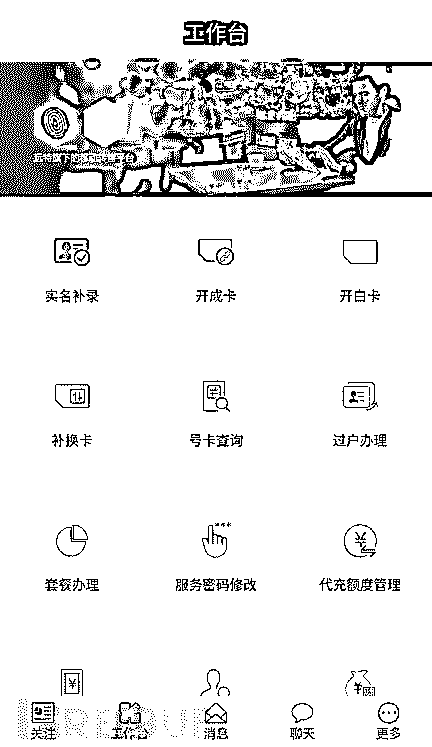 工作台
实名补录
开成卡
开白卡
补换卡
号卡查询
过户办理
套餐办理
服务密码修改
代充额度管理
关注
工作台
消息
聊天
更多